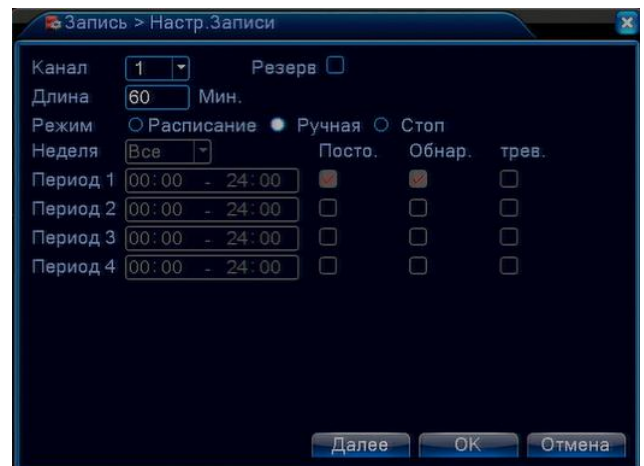 Запись > Настр.Записи
Канал 1 Резерв
Длина 60 Мин.
Режим Расписание Ручная Стоп
Неделя Все Посто. Обнар. трев.
Период 1 00:00 - 24:00
Период 2 00:00 - 24:00
Период 3 00:00 - 24:00
Период 4 00:00 - 24:00
Далее OK Отмена